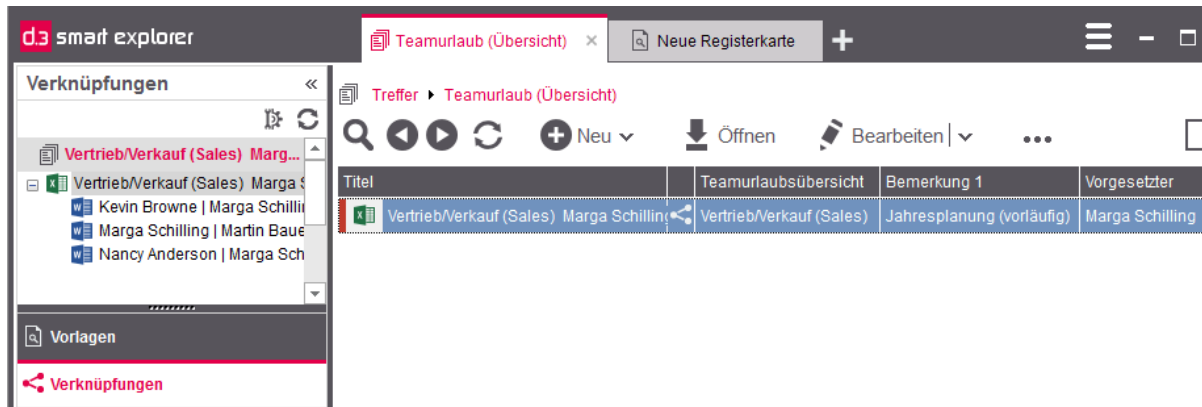 d.3 smart explorer
Teamurlaub (Übersicht)
Neue Registerkarte
Verknüpfungen
Vertrieb/Verkauf (Sales) Marg...
Vertrieb/Verkauf (Sales) Marga
Kevin Browne | Marga Schilli
Marga Schilling | Martin Baue
Nancy Anderson | Marga Sch
Vorlagen
Verknüpfungen
Treffer Teamurlaub (Übersicht)
Neu Öffnen Bearbeiten
Titel Teamurlaubsübersicht Bemerkung 1 Vorgesetzter
Vertrieb/Verkauf (Sales) Marga Schilling Vertrieb/Verkauf (Sales) Jahresplanung (vorläufig) Marga Schilling